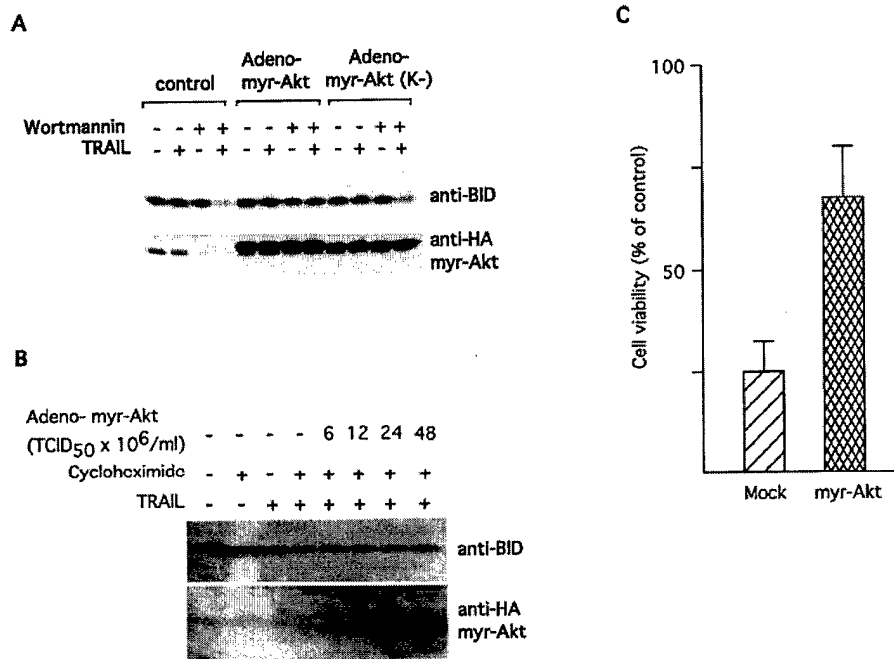 A
control
Adeno-
myr-Akt
Adeno-
myr-Akt (K-)
Wortmannin - - + + - - + + - - + +
TRAIL - + - + - + - + - + - +
anti-BID
anti-HA
myr-Akt
B
Adeno- myr-Akt
(TCID50 x 10^6/ml) - - - - 6 12 24 48
Cycloheximide - + - + + + + +
TRAIL - - + + + + + +
anti-BID
anti-HA
myr-Akt
C
Cell viability (% of control)
100
50
Mock myr-Akt